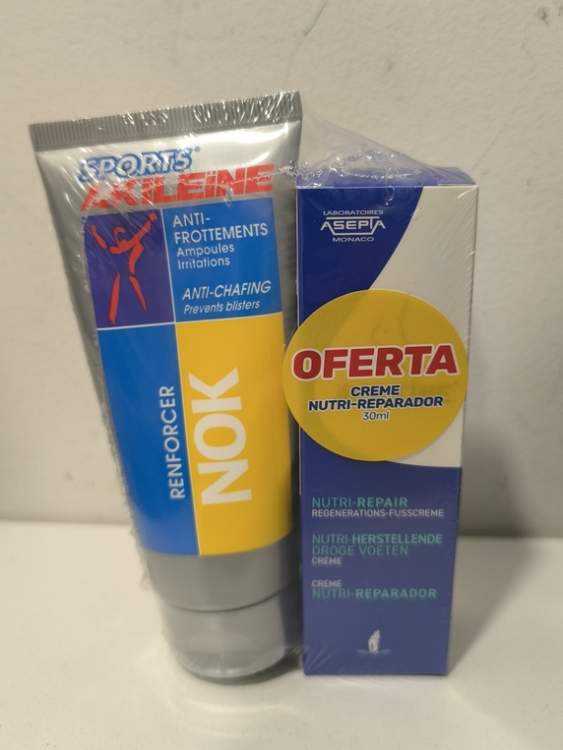 SPORTS
AKILEÏNE
ANTI-
FROTTEMENTS
Ampoules
Irritations
ANTI-CHAFING
Prevents blisters
RENFORCER
NOK
LABORATOIRES
ASEPTA
MONACO
OFERTA
CREME
NUTRI-REPARADOR
30ml
NUTRI-REPAIR
REGENERATIONS-FUSSCREME
NUTRI-HERSTELLENDE
DROGE VOETEN
CRÈME
CREME
NUTRI-REPARADOR